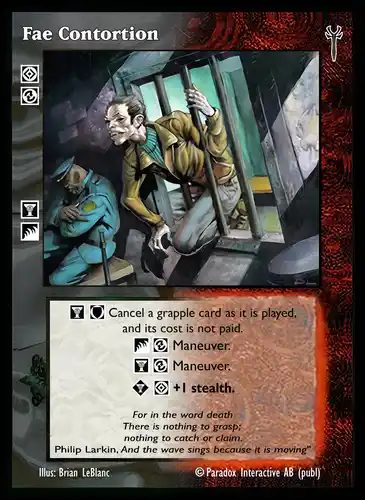 Fae Contortion
Cancel a grapple card as it is played,
and its cost is not paid.
Maneuver.
Maneuver.
+1 stealth.
For in the word death
There is nothing to grasp;
nothing to catch or claim.
Philip Larkin, And the wave sings because it is moving"
Illus: Brian LeBlanc
© Paradox Interactive AB (publ)